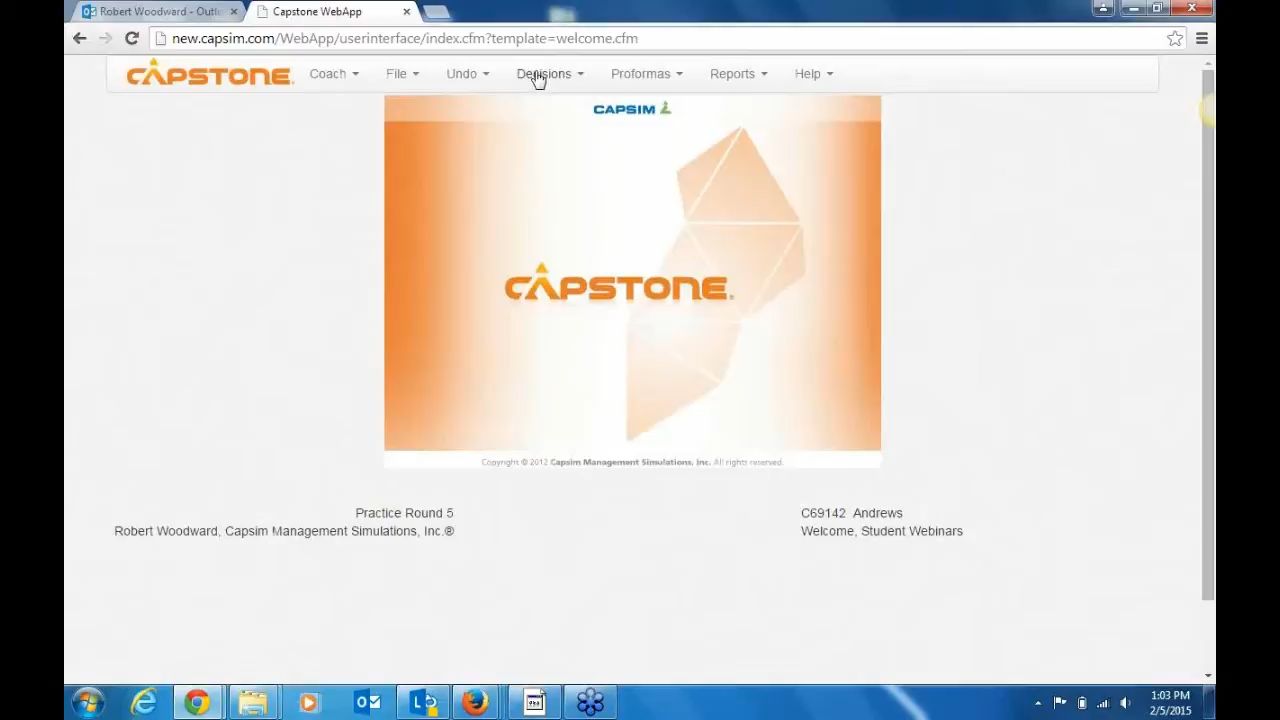 Robert Woodward - Outl
Capstone WebApp
new.capsim.com/WebApp/userinterface/index.cfm?template=welcome.cfm
CAPSTONE
Coach
File
Undo
Decisions
Proformas
Reports
Help
CAPSIM
CAPSTONE
Copyright © 2012 Capsim Management Simulations, Inc. All rights reserved.
Practice Round 5
C69142 Andrews
Robert Woodward, Capsim Management Simulations, Inc.®
Welcome, Student Webinars
1:03 PM
2/5/2015